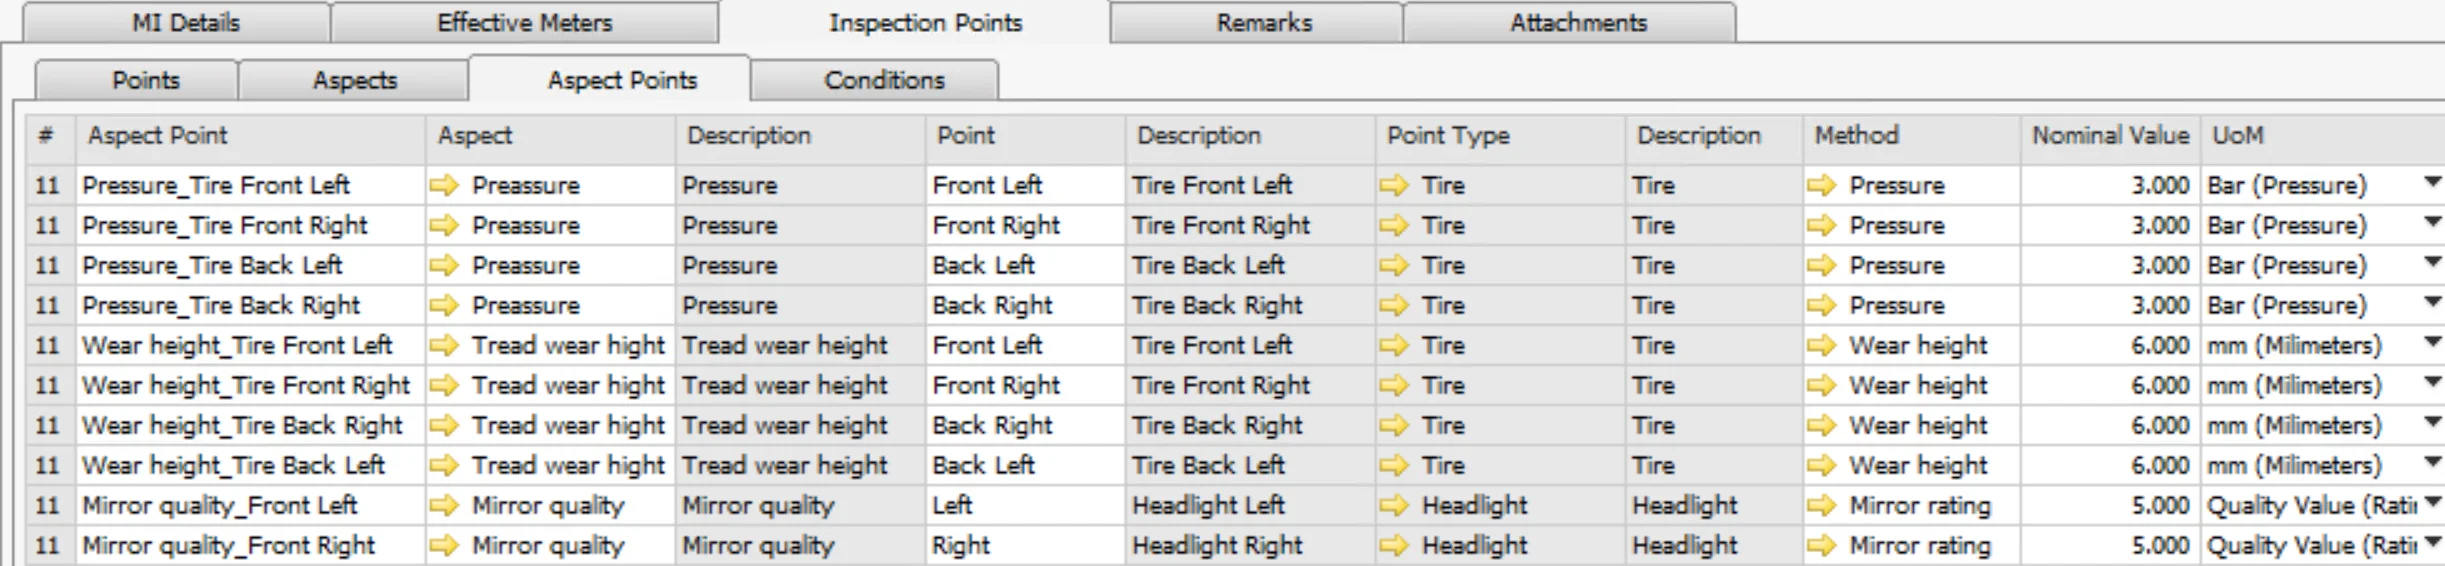 MI Details Effective Meters Inspection Points Remarks Attachments
Points Aspects Aspect Points Conditions
# Aspect Point Aspect Description Point Description Point Type Description Method Nominal Value UoM
11 Pressure_Tire Front Left Preassure Pressure Front Left Tire Front Left Tire Tire Pressure 3.000 Bar (Pressure)
11 Pressure_Tire Front Right Preassure Pressure Front Right Tire Front Right Tire Tire Pressure 3.000 Bar (Pressure)
11 Pressure_Tire Back Left Preassure Pressure Back Left Tire Back Left Tire Tire Pressure 3.000 Bar (Pressure)
11 Pressure_Tire Back Right Preassure Pressure Back Right Tire Back Right Tire Tire Pressure 3.000 Bar (Pressure)
11 Wear height_Tire Front Left Tread wear hight Tread wear height Front Left Tire Front Left Tire Tire Wear height 6.000 mm (Milimeters)
11 Wear height_Tire Front Right Tread wear hight Tread wear height Front Right Tire Front Right Tire Tire Wear height 6.000 mm (Milimeters)
11 Wear height_Tire Back Right Tread wear hight Tread wear height Back Right Tire Back Right Tire Tire Wear height 6.000 mm (Milimeters)
11 Wear height_Tire Back Left Tread wear hight Tread wear height Back Left Tire Back Left Tire Tire Wear height 6.000 mm (Milimeters)
11 Mirror quality_Front Left Mirror quality Mirror quality Left Headlight Left Headlight Headlight Mirror rating 5.000 Quality Value (Ratin
11 Mirror quality_Front Right Mirror quality Mirror quality Right Headlight Right Headlight Headlight Mirror rating 5.000 Quality Value (Ratin